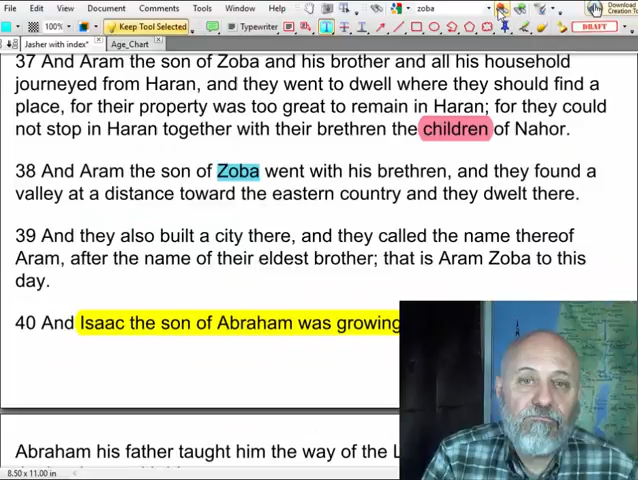 File Edit View Document Comments Tools Window Help zoba
100% Keep Tool Selected Typewriter DRAFT
Download
Creation To
Jasher with index* Age_Chart
37 And Aram the son of Zoba and his brother and all his household
journeyed from Haran, and they went to dwell where they should find a
place, for their property was too great to remain in Haran; for they could
not stop in Haran together with their brethren the children of Nahor.
38 And Aram the son of Zoba went with his brethren, and they found a
valley at a distance toward the eastern country and they dwelt there.
39 And they also built a city there, and they called the name thereof
Aram, after the name of their eldest brother; that is Aram Zoba to this
day.
40 And Isaac the son of Abraham was growing
Abraham his father taught him the way of the L
8.50 x 11.00 in